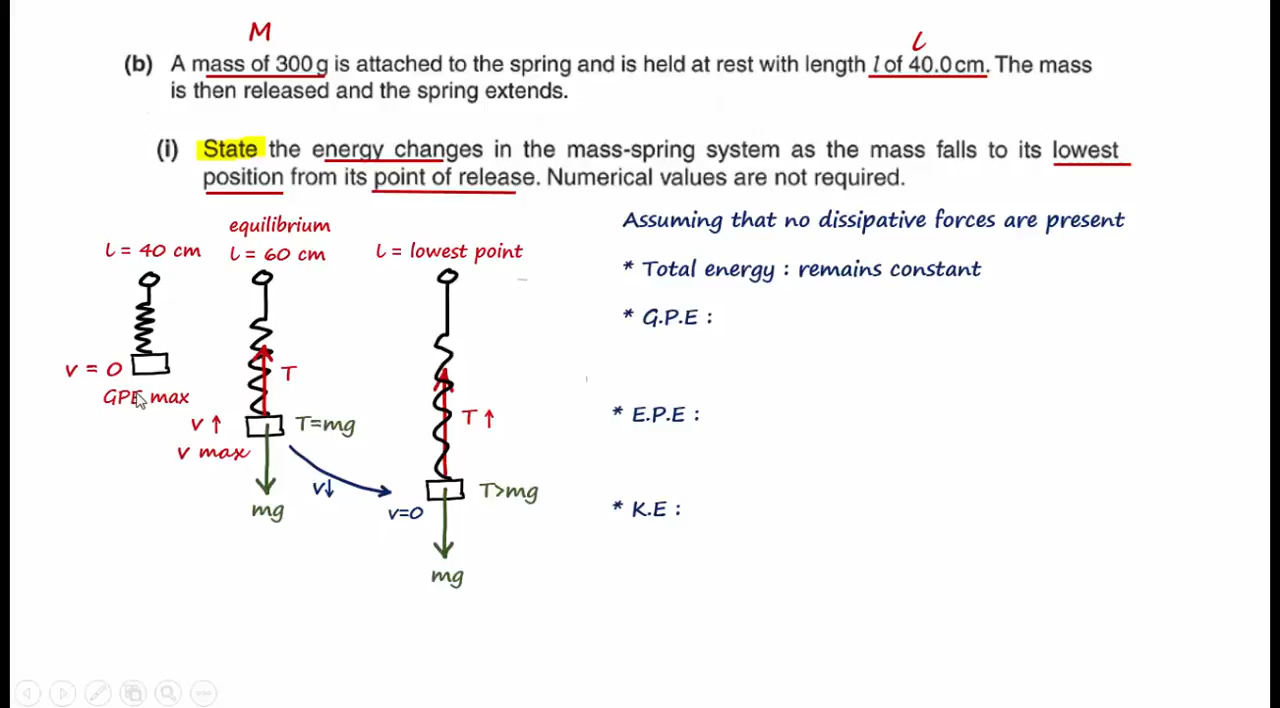 M
l
(b) A mass of 300 g is attached to the spring and is held at rest with length l of 40.0 cm. The mass
is then released and the spring extends.
(i) State the energy changes in the mass-spring system as the mass falls to its lowest
position from its point of release. Numerical values are not required.
Assuming that no dissipative forces are present
equilibrium
l = 40 cm
l = 60 cm
l = lowest point
* Total energy : remains constant
* G.P.E :
v = 0
T
GPE max
v ↑
T=mg
T ↑
* E.P.E :
v max
v↓
T>mg
mg
v=0
* K.E :
mg